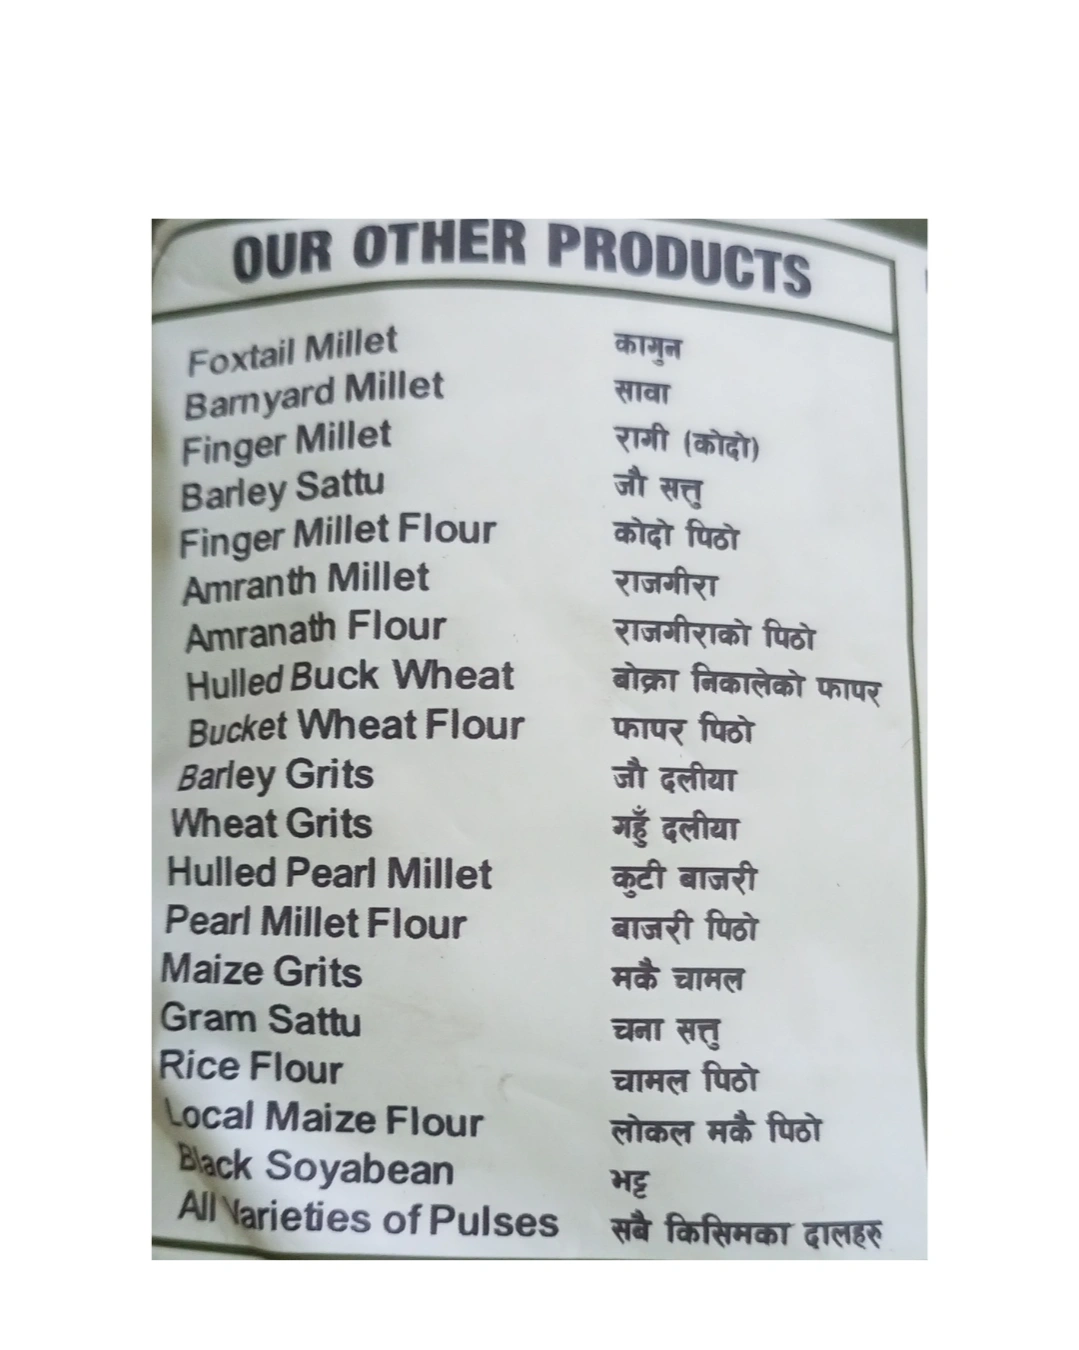 OUR OTHER PRODUCTS
Foxtail Millet कागुन
Barnyard Millet सावा
Finger Millet रागी (कोदो)
Barley Sattu जौ सत्तु
Finger Millet Flour कोदो पिठो
Amranth Millet राजगीरा
Amranath Flour राजगीराको पिठो
Hulled Buck Wheat बोक्रा निकालेको फापर
Bucket Wheat Flour फापर पिठो
Barley Grits जौ दलीया
Wheat Grits गहुँ दलीया
Hulled Pearl Millet कुटी बाजरी
Pearl Millet Flour बाजरी पिठो
Maize Grits मकै चामल
Gram Sattu चना सत्तु
Rice Flour चामल पिठो
Local Maize Flour लोकल मकै पिठो
Black Soyabean भट्ट
All Varieties of Pulses सबै किसिमका दालहरु